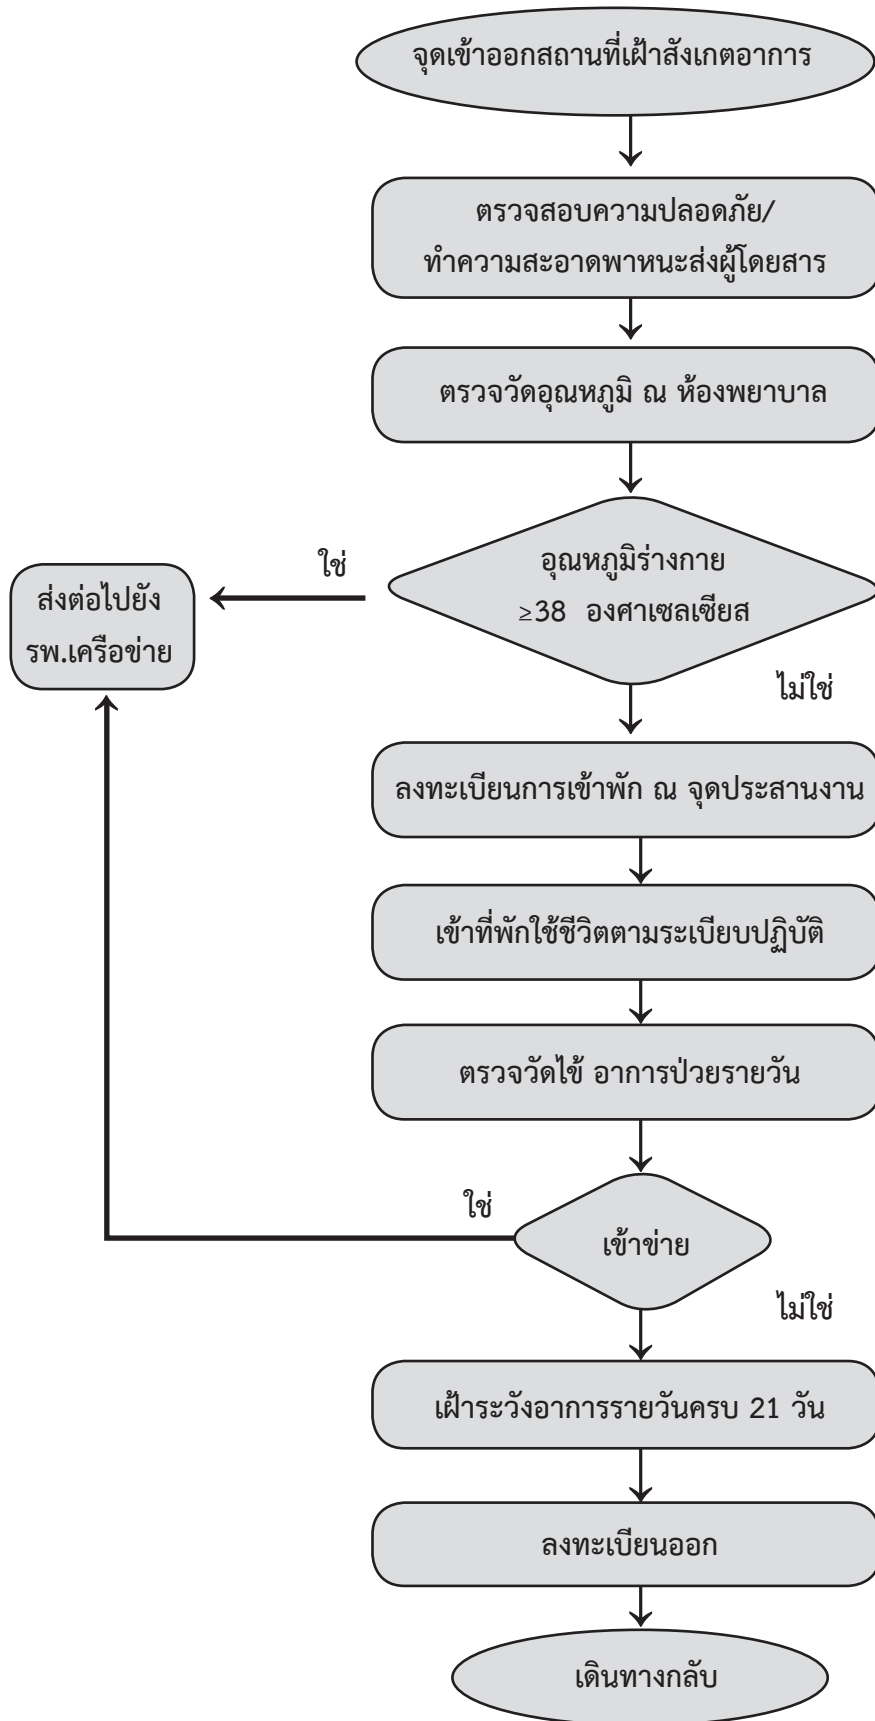 จุดเข้าออกสถานที่เฝ้าสังเกตอาการ
ตรวจสอบความปลอดภัย/
ทำความสะอาดพาหนะส่งผู้โดยสาร
ตรวจวัดอุณหภูมิ ณ ห้องพยาบาล
อุณหภูมิร่างกาย
≥38 องศาเซลเซียส
ใช่
ส่งต่อไปยัง
รพ.เครือข่าย
ไม่ใช่
ลงทะเบียนการเข้าพัก ณ จุดประสานงาน
เข้าที่พักใช้ชีวิตตามระเบียบปฏิบัติ
ตรวจวัดไข้ อาการป่วยรายวัน
ใช่
เข้าข่าย
ไม่ใช่
เฝ้าระวังอาการรายวันครบ 21 วัน
ลงทะเบียนออก
เดินทางกลับ